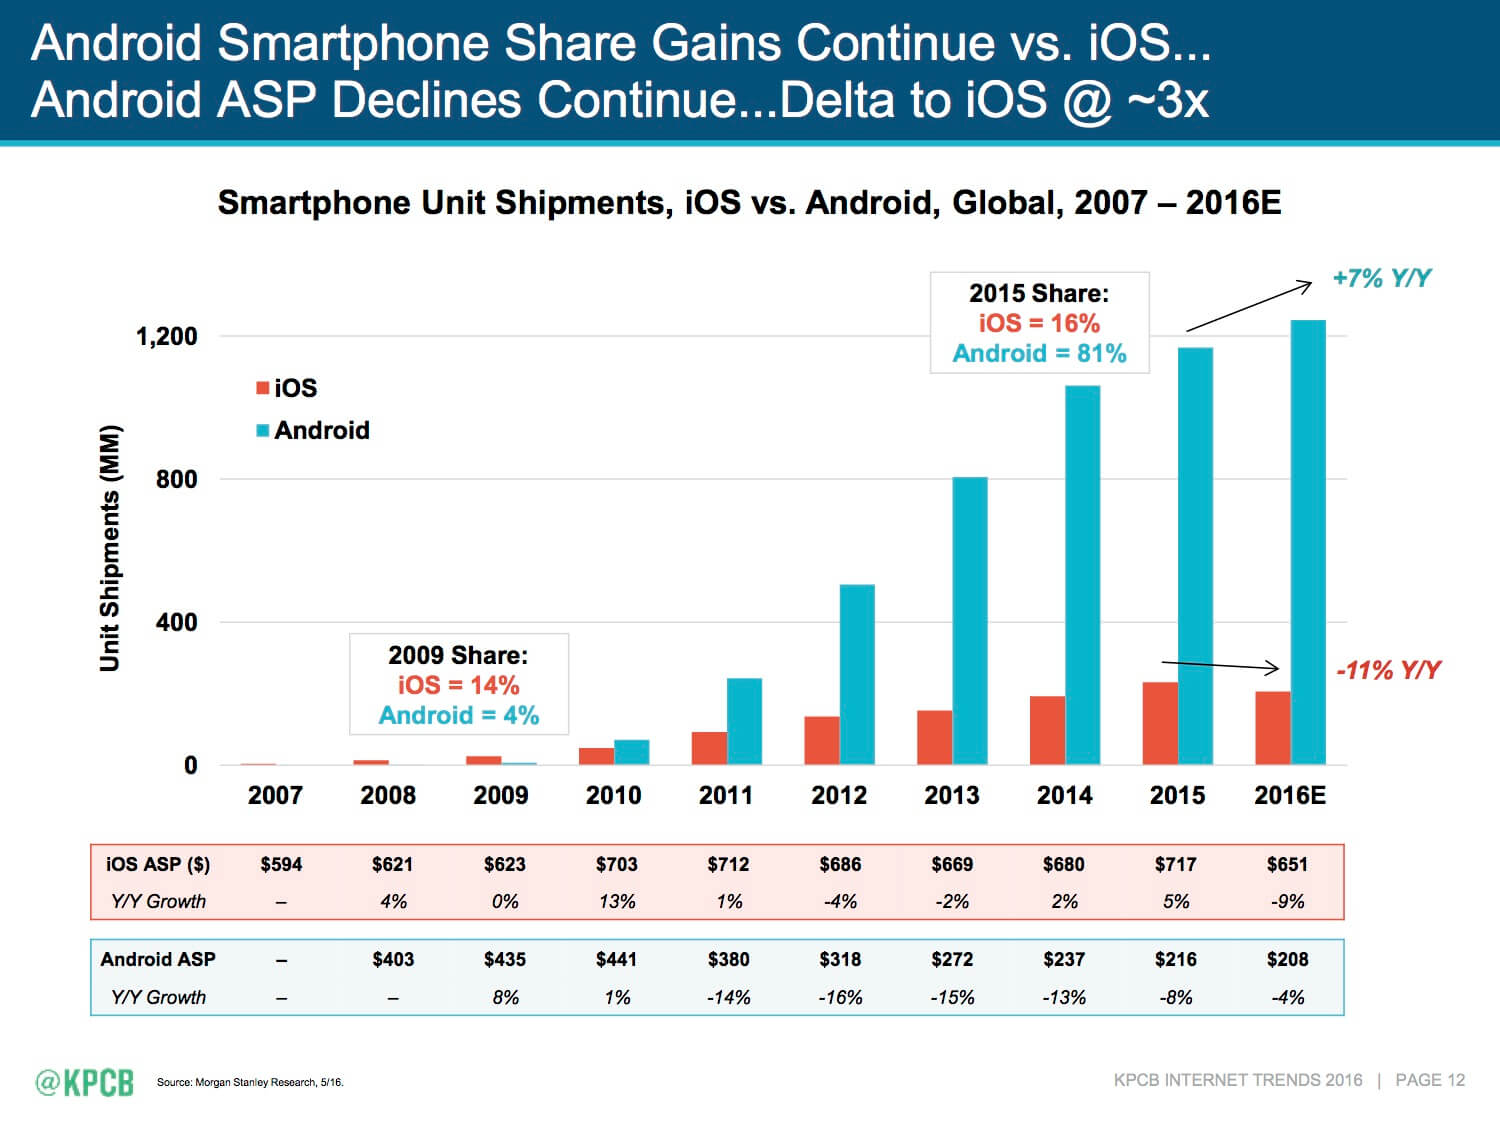 Android Smartphone Share Gains Continue vs. iOS...
Android ASP Declines Continue...Delta to iOS @ ~3x
Smartphone Unit Shipments, iOS vs. Android, Global, 2007 – 2016E
+7% Y/Y
2015 Share:
iOS = 16%
Android = 81%
1,200
iOS
Android
Unit Shipments (MM)
800
400
2009 Share:
iOS = 14%
Android = 4%
-11% Y/Y
0
2007 2008 2009 2010 2011 2012 2013 2014 2015 2016E
iOS ASP ($) $594 $621 $623 $703 $712 $686 $669 $680 $717 $651
Y/Y Growth – 4% 0% 13% 1% -4% -2% 2% 5% -9%
Android ASP – $403 $435 $441 $380 $318 $272 $237 $216 $208
Y/Y Growth – – 8% 1% -14% -16% -15% -13% -8% -4%
@KPCB
Source: Morgan Stanley Research, 5/16.
KPCB INTERNET TRENDS 2016 | PAGE 12